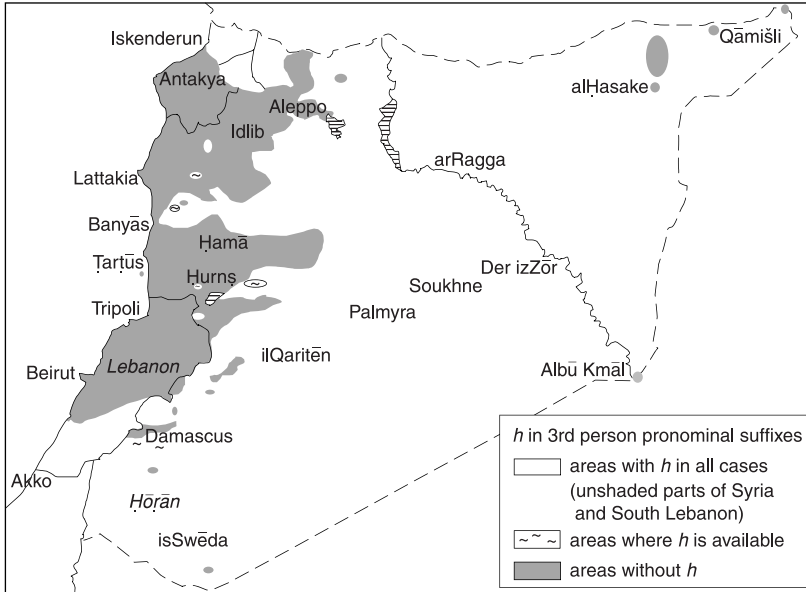 Iskenderun
Qāmišli
Antakya
alḤasake
Aleppo
Idlib
arRagga
Lattakia
~
~
Banyās
Ḥamā
Ṭarṭūs
Ḥurnṣ
~
~
Der izZōr
Soukhne
Tripoli
Palmyra
ilQaritēn
Lebanon
Beirut
Albū Kmāl
Damascus
~ ~
Akko
Ḥōrān
isSwēda
h in 3rd person pronominal suffixes
areas with h in all cases
(unshaded parts of Syria
and South Lebanon)
~ ~ ~ areas where h is available
areas without h